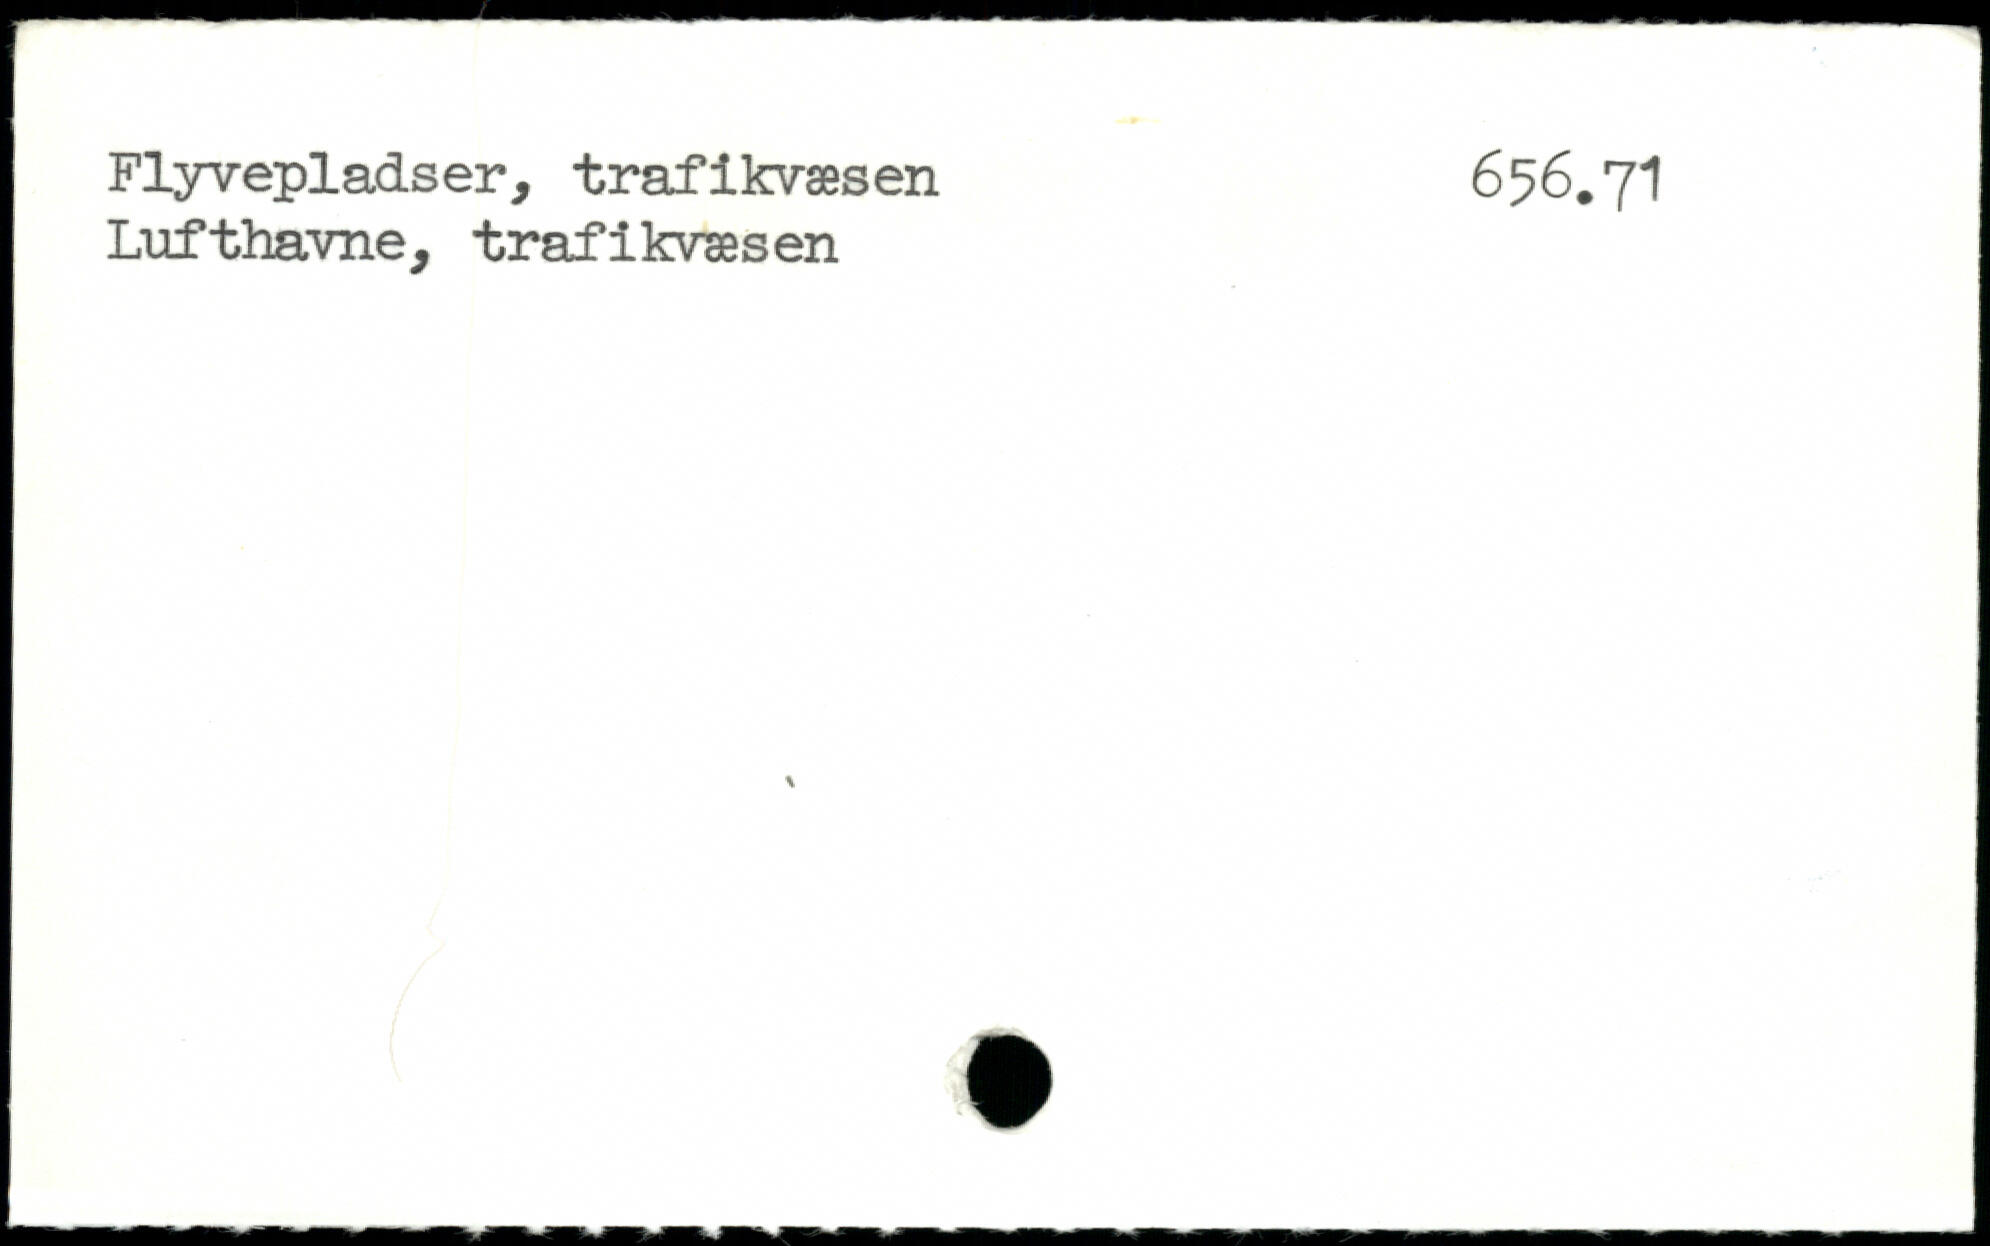 Flyvepladser, trafikvæsen 656.71
Lufthavne, trafikvæsen